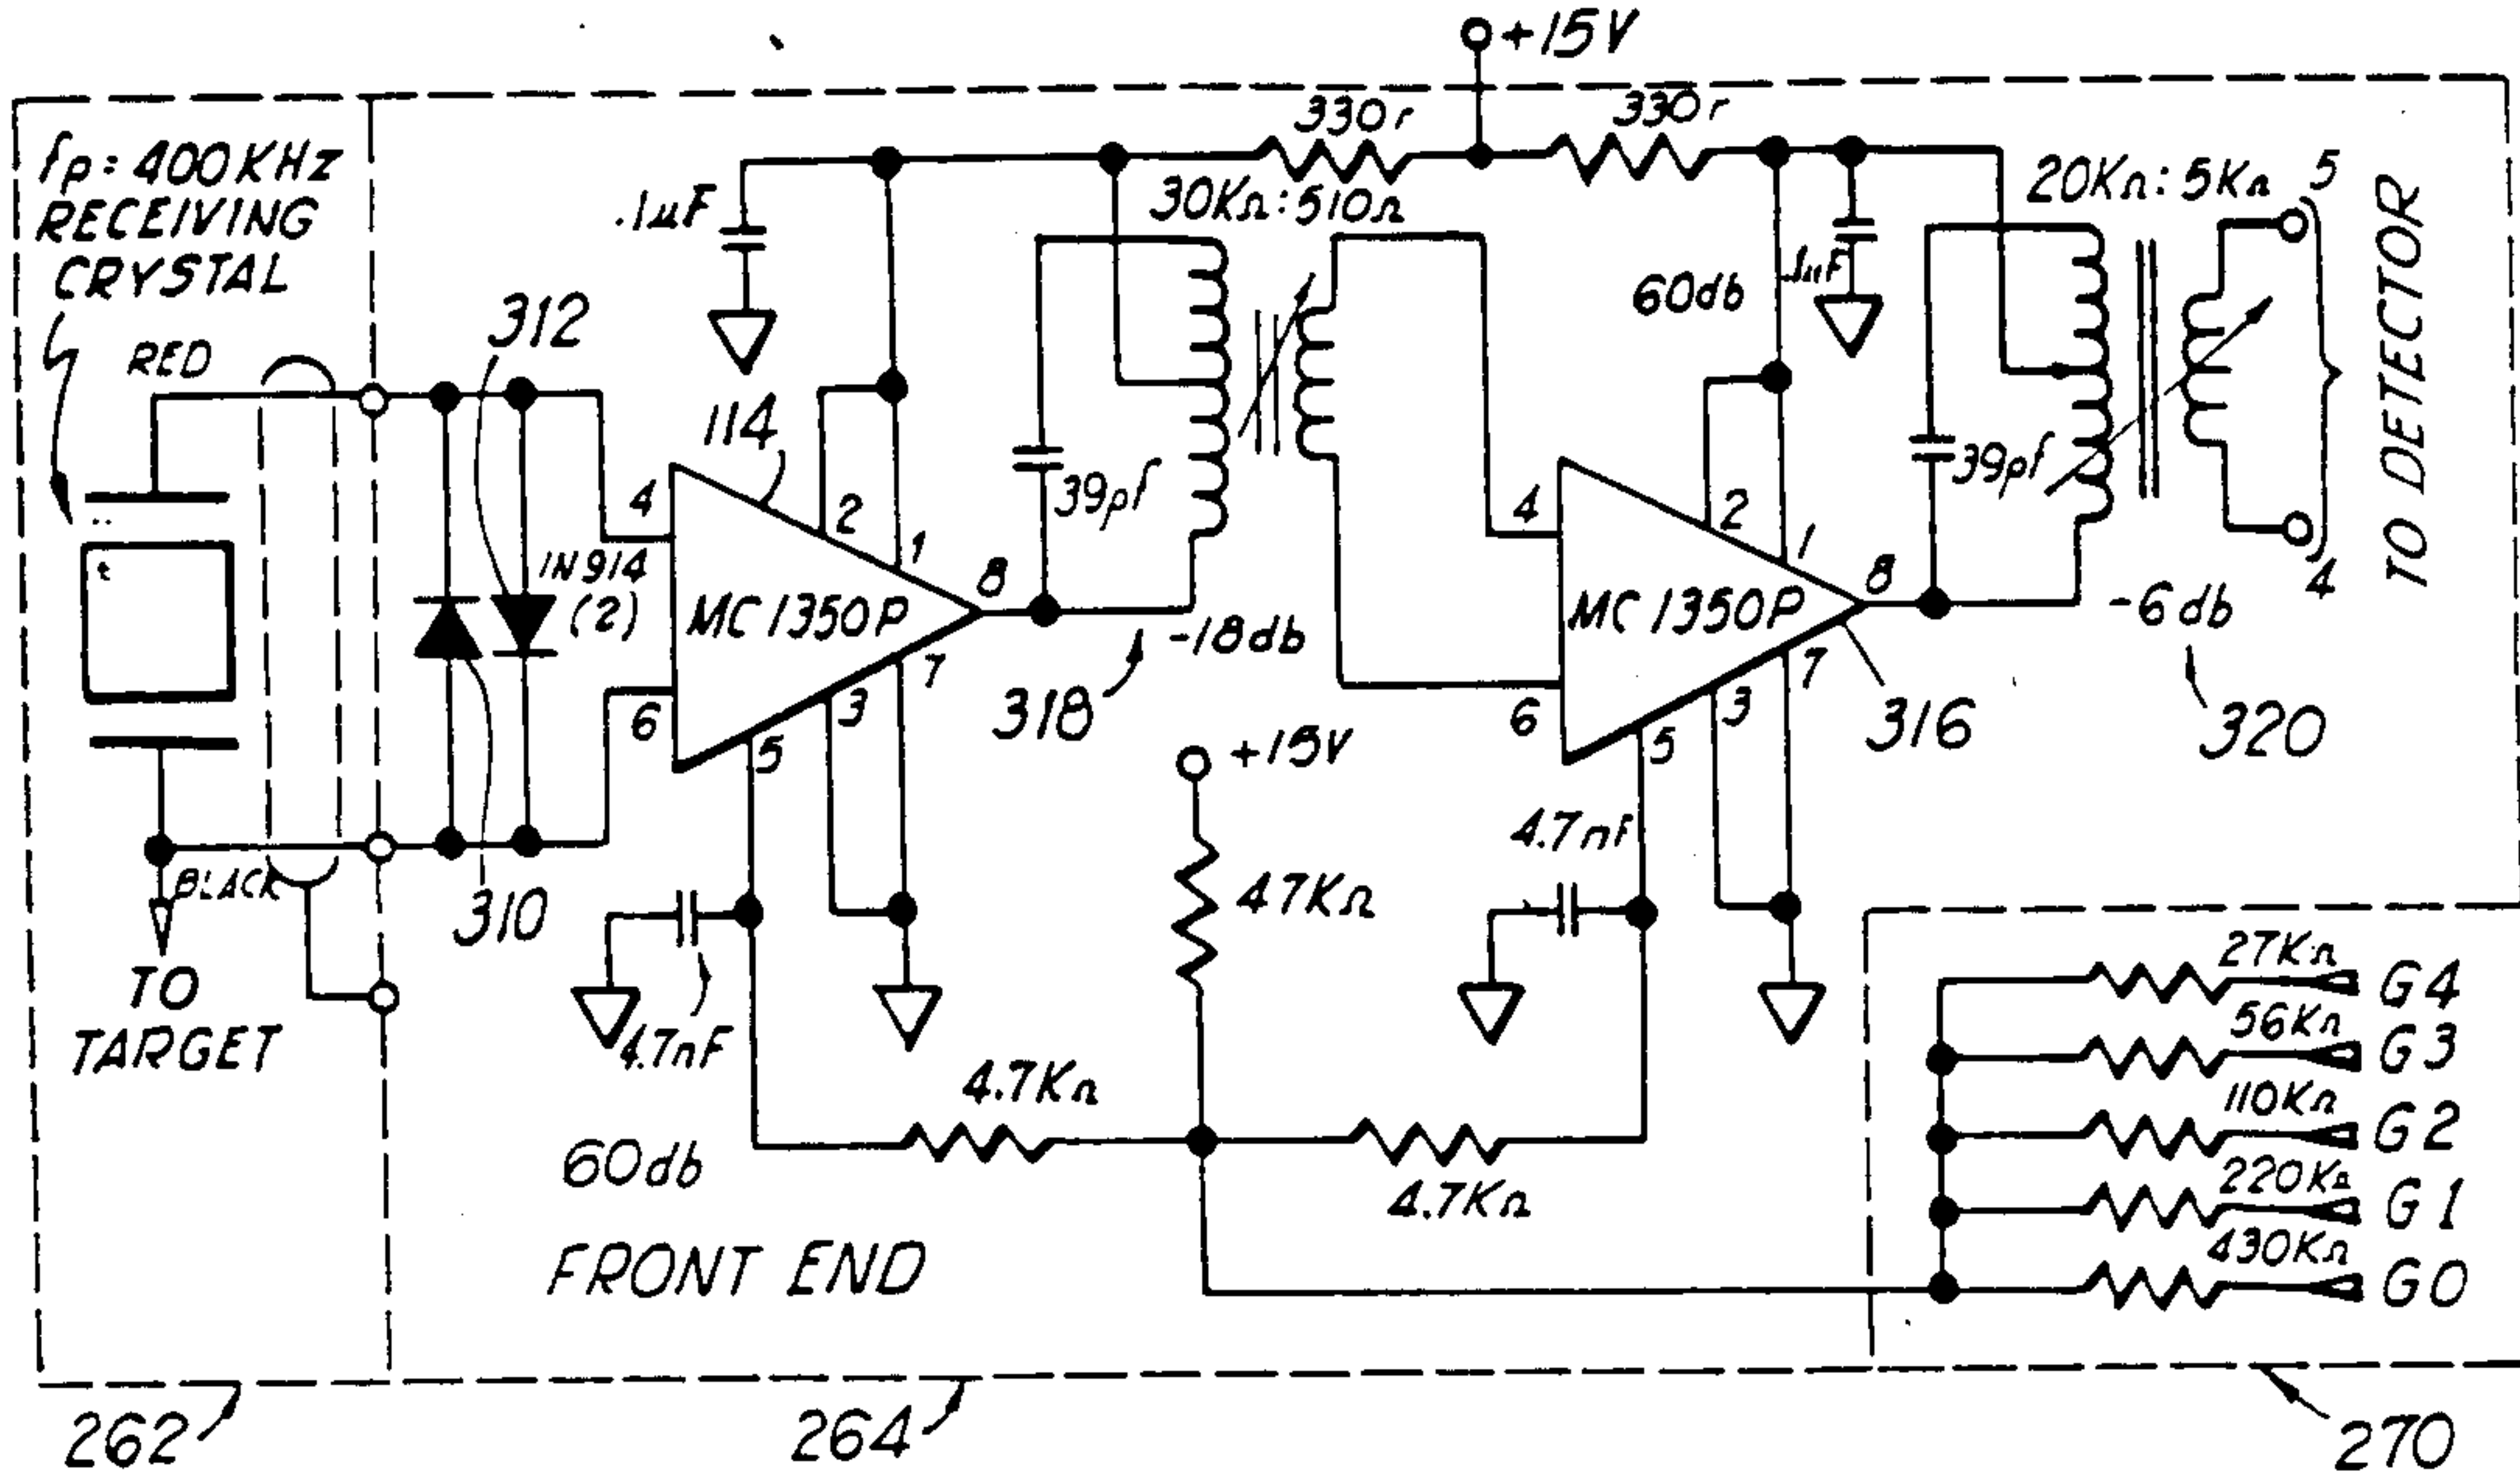 +15V
330r
330r
fp=400KHz
RECEIVING
CRYSTAL
.1µF
30KΩ:510Ω
20KΩ:5KΩ
5
TO DETECTOR
RED
312
60db
.1µF
114
39pf
39pf
4
2
1
8
4
2
1
8
4
1N914
(2)
MC1350P
MC1350P
-18db
-6db
6
5
3
7
318
6
5
3
7
316
320
+15V
BLACK
310
47KΩ
4.7nF
TO
TARGET
4.7nF
4.7KΩ
4.7KΩ
60db
FRONT END
27KΩ
G4
56KΩ
G3
110KΩ
G2
220KΩ
G1
430KΩ
G0
262
264
270